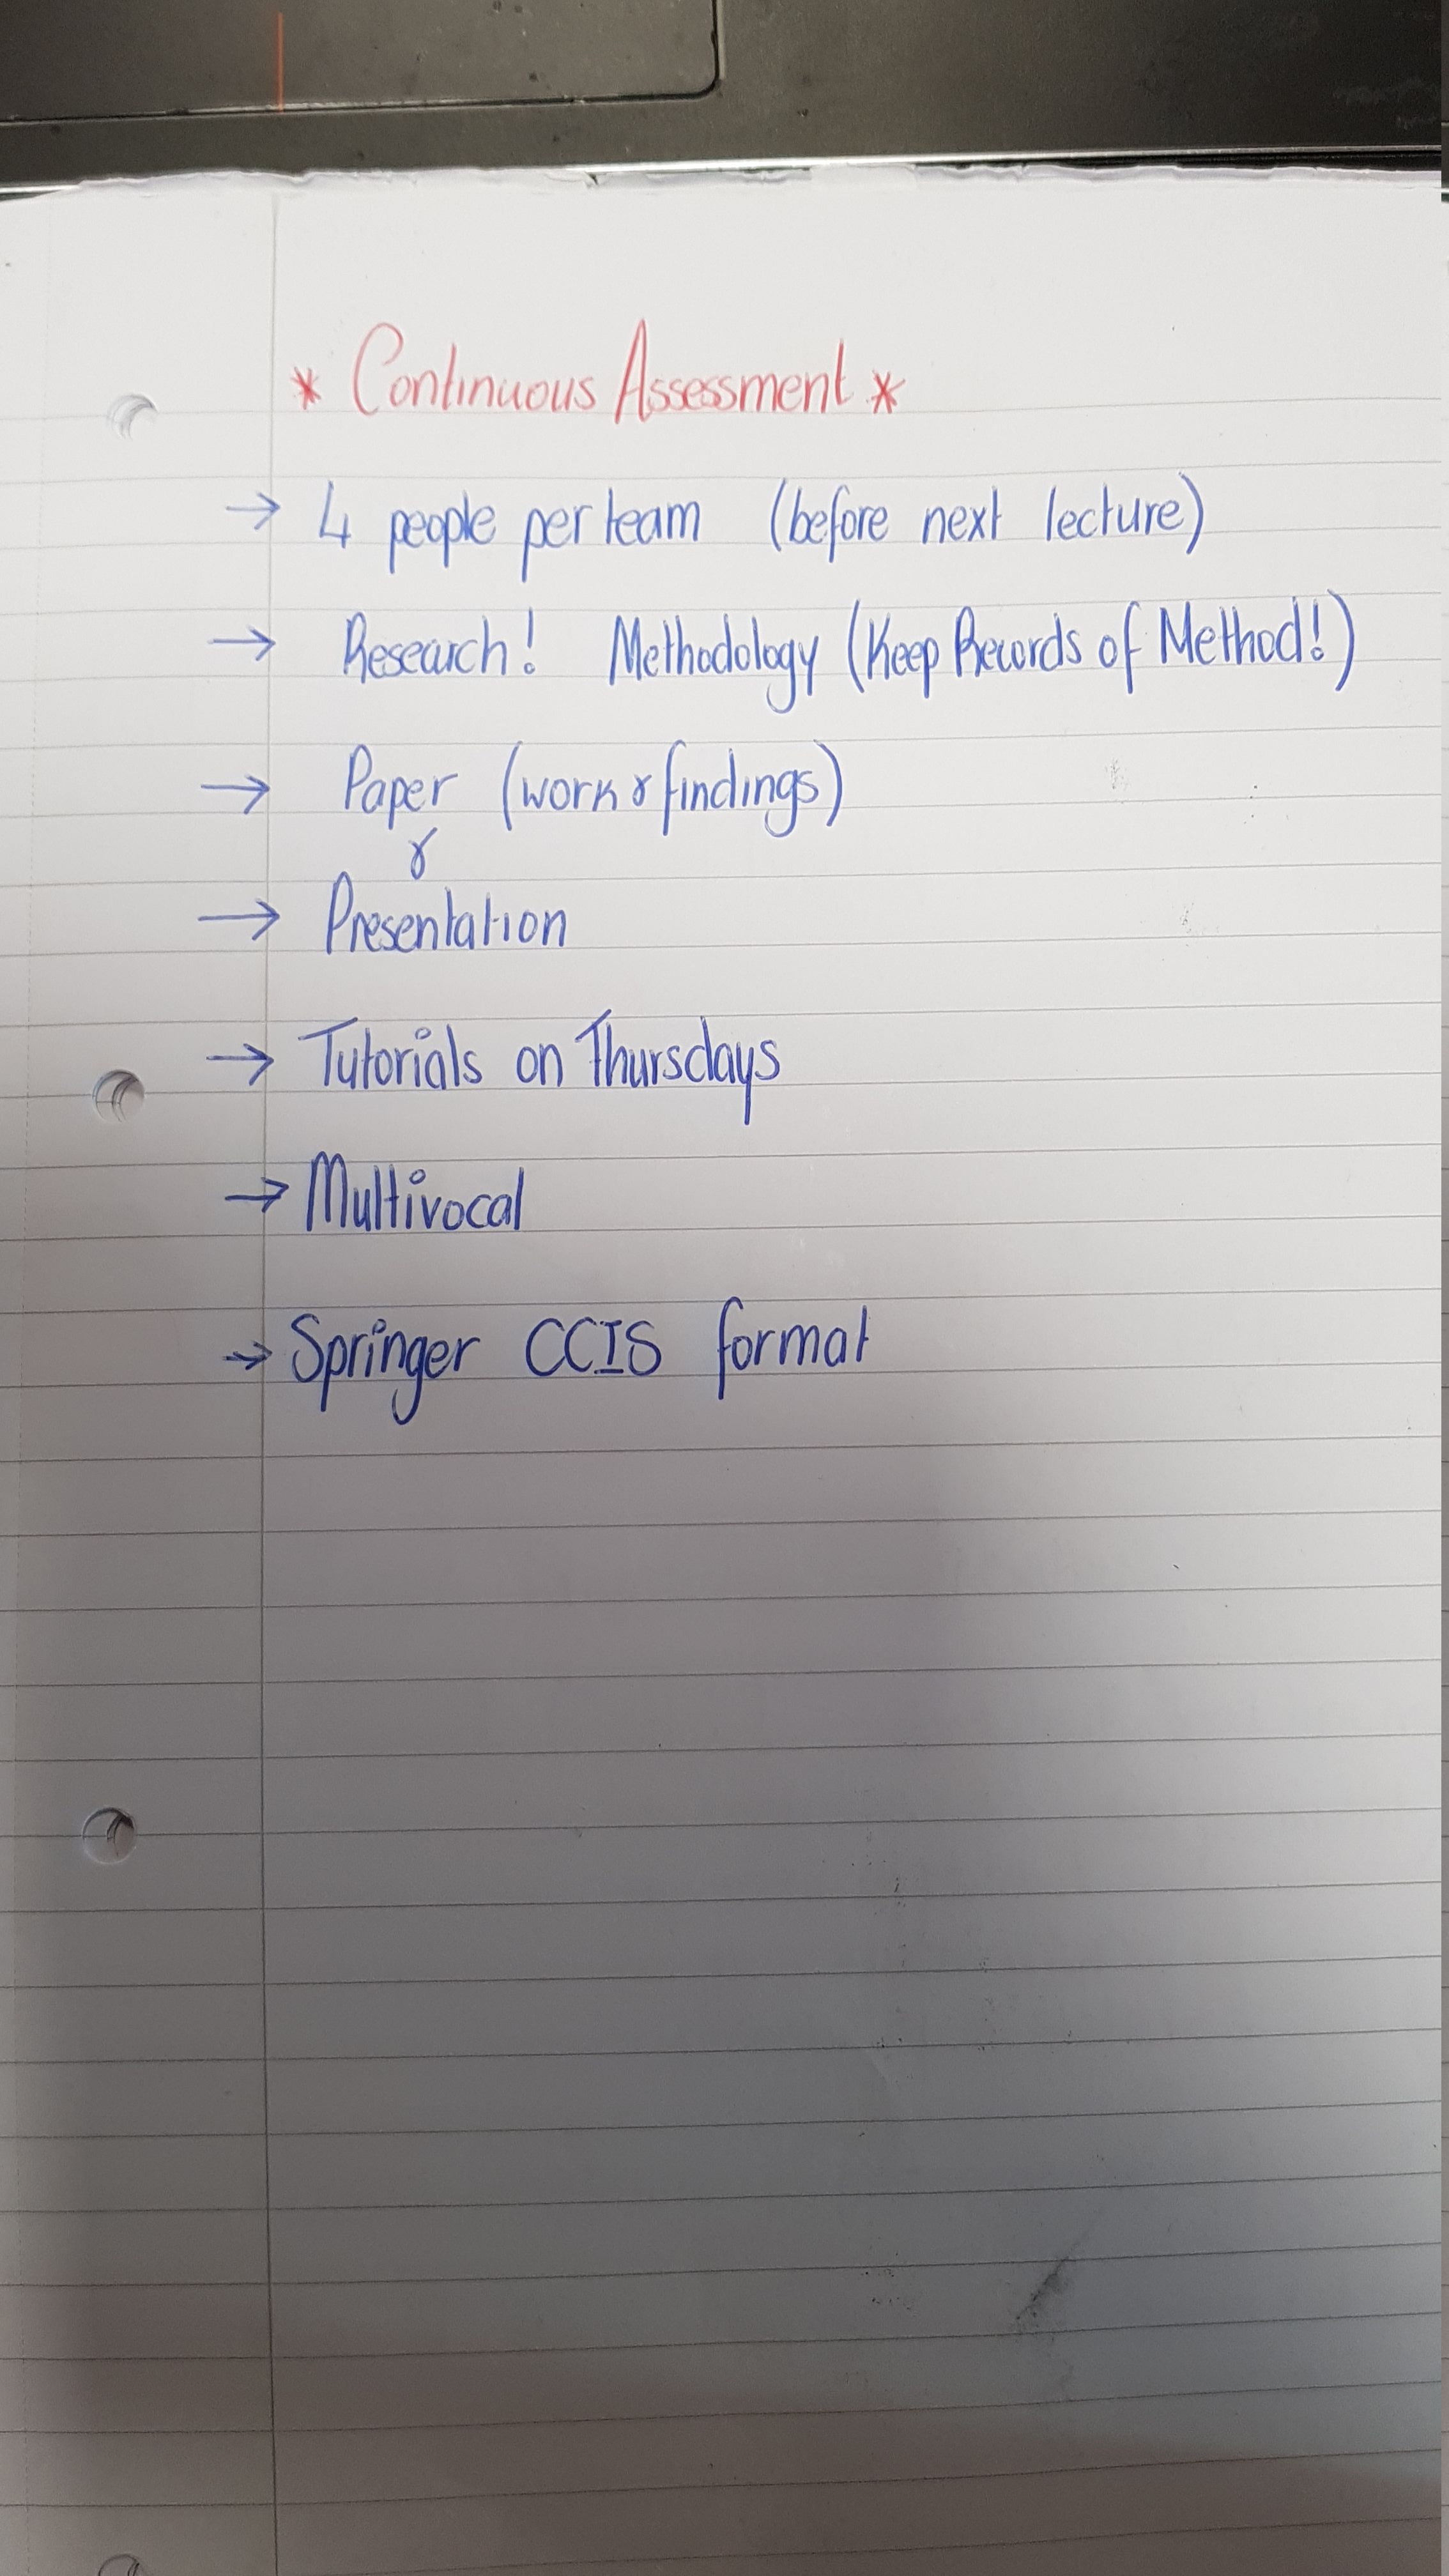 * Continuous Assessment *
→ 4 people per team (before next lecture)
→ Research! Methodology (Keep Records of Method!)
→ Paper (work & findings)
&
→ Presentation
→ Tutorials on Thursdays
→ Multivocal
→ Springer CCIS format